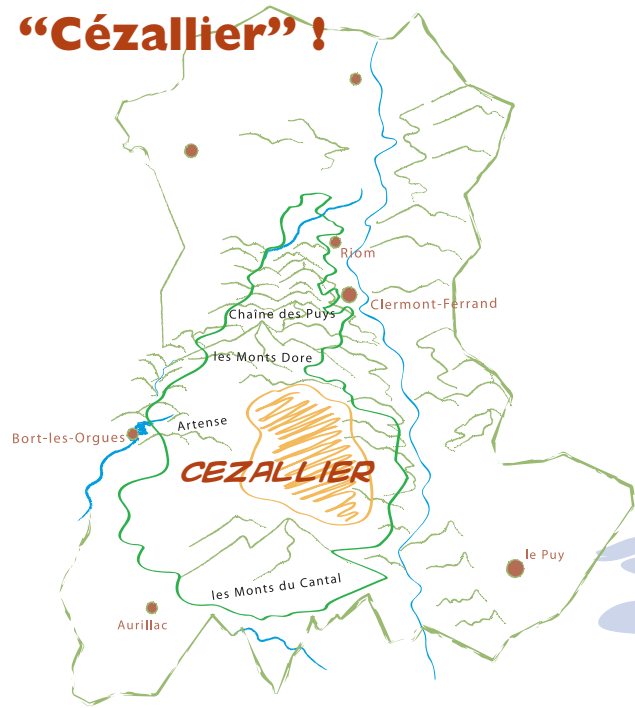 “Cézallier” !
Riom
Clermont-Ferrand
Chaîne des Puys
les Monts Dore
Artense
Bort-les-Orgues
CEZALLIER
le Puy
les Monts du Cantal
Aurillac